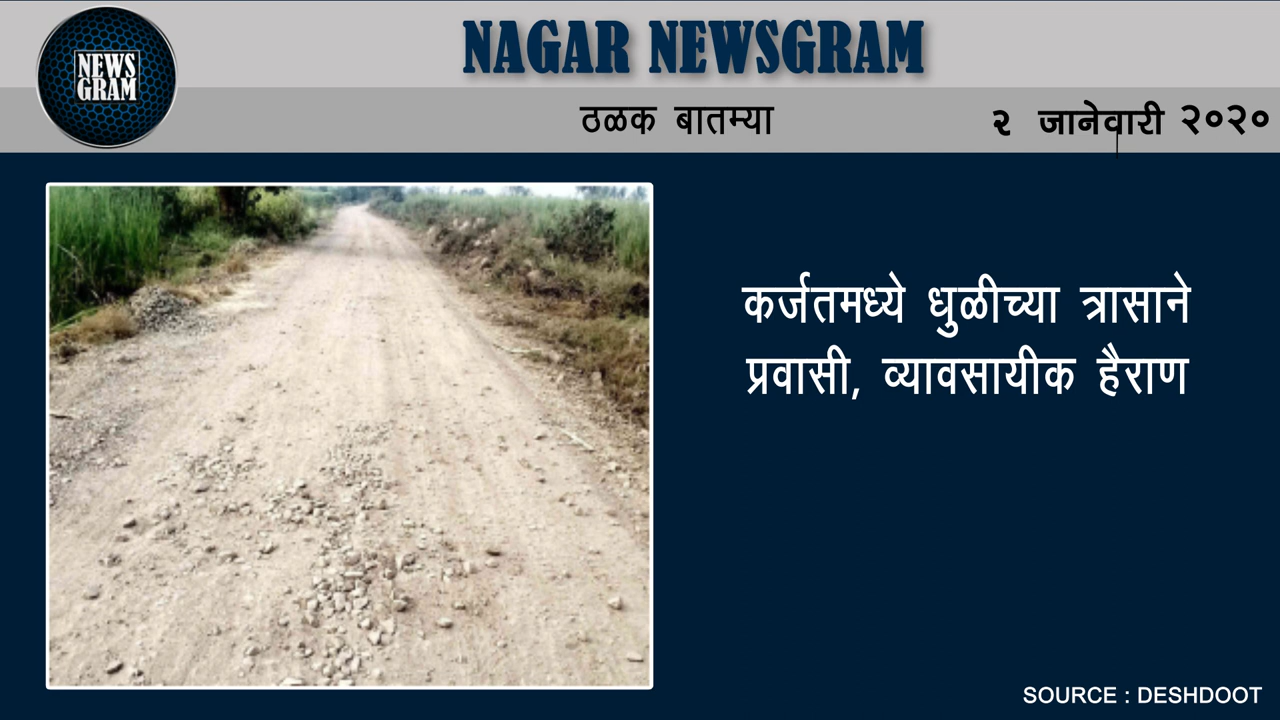 NEWS
GRAM
NAGAR NEWSGRAM
ठळक बातम्या
२ जानेवारी २०२०
कर्जतमध्ये धुळीच्या त्रासाने
प्रवासी, व्यावसायीक हैराण
SOURCE : DESHDOOT